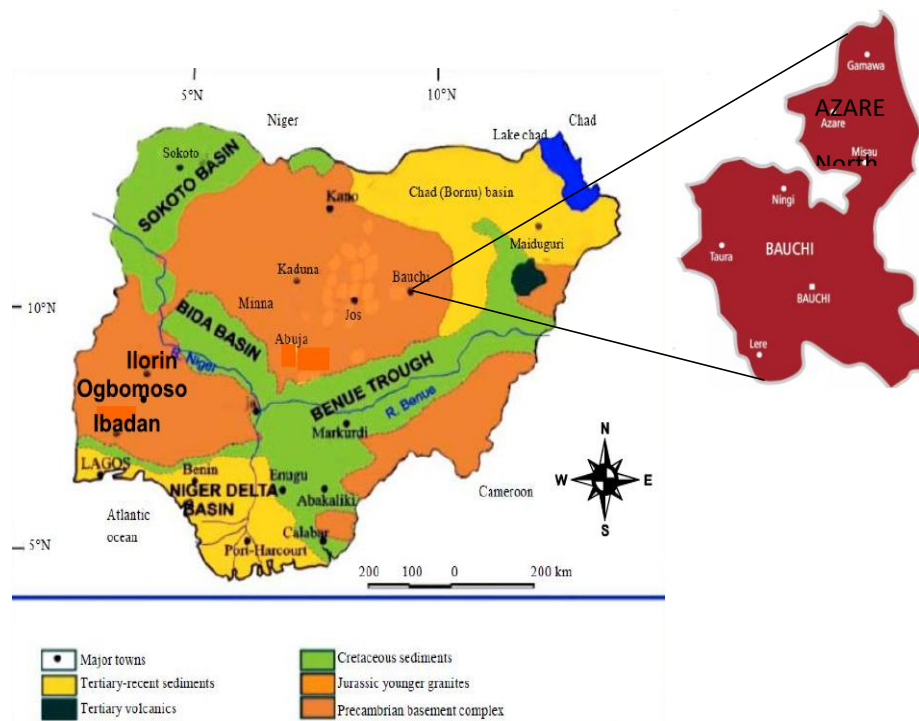 5°N
10°N
Niger
Lake chad
Chad
Sokoto
SOKOTO BASIN
Kano
Chad (Bornu) basin
Maiduguri
Kaduna
Bauchi
Minna
Jos
10°N
BIDA BASIN
Abuja
R. Niger
Ilorin
Ogbomoso
Ibadan
BENUE TROUGH
R. Benue
Markurdi
LAGOS
Benin
Enugu
NIGER DELTA
BASIN
Abakaliki
Cameroon
Atlantic
ocean
Calabar
Port-Harcourt
5°N
N
W
E
S
200 100 0 200 km
Gamawa
AZARE
Azare
Misau
North
Ningi
Taura
BAUCHI
BAUCHI
Lere
Major towns
Tertiary-recent sediments
Tertiary volcanics
Cretaceous sediments
Jurassic younger granites
Precambrian basement complex